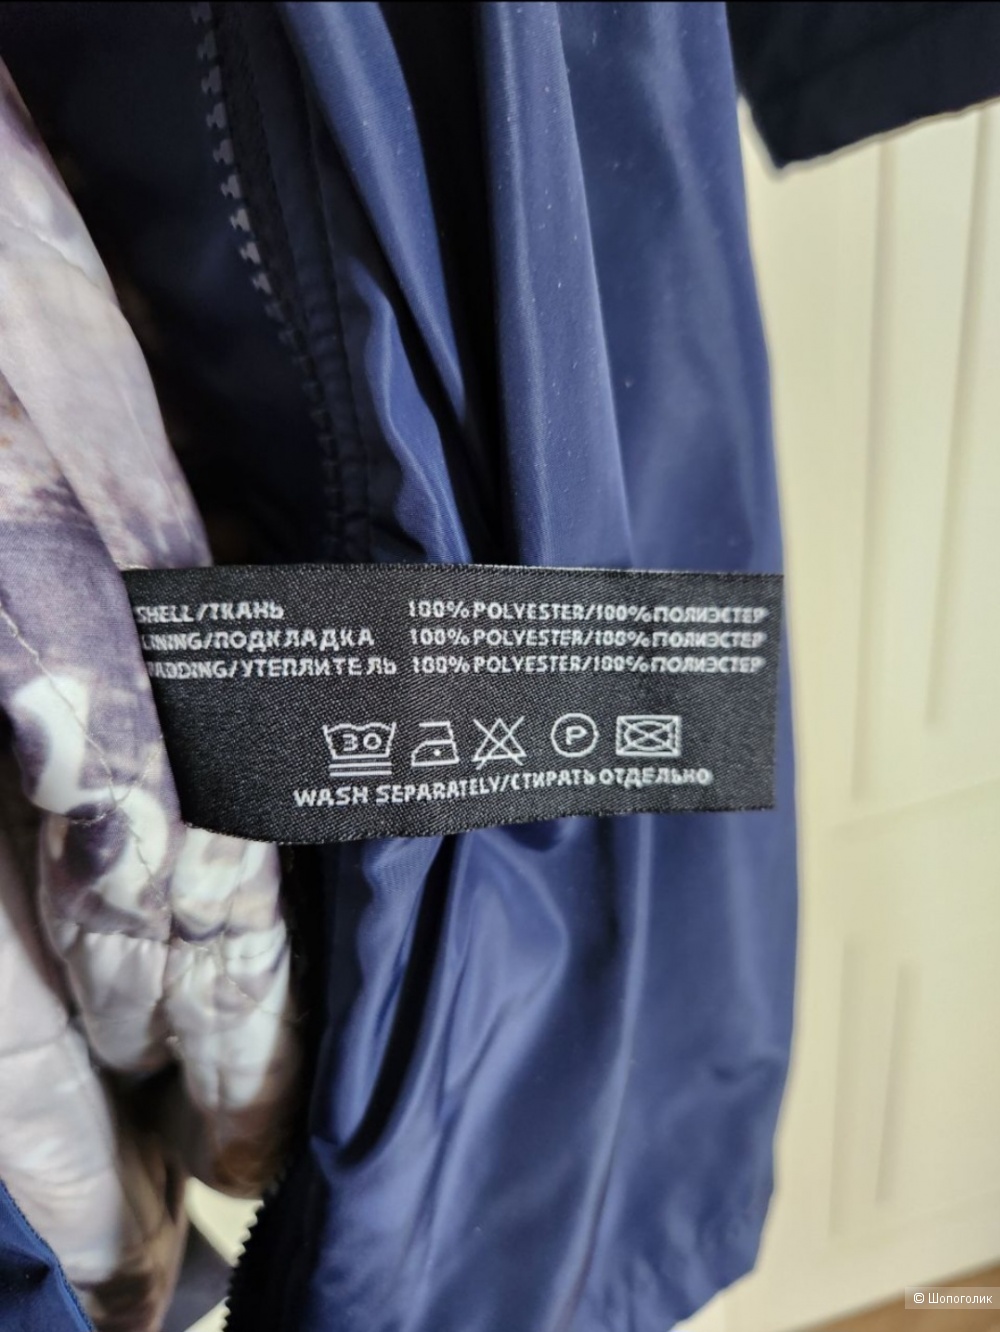 SHELL/ТКАНЬ 100% POLYESTER/100% ПОЛИЭСТЕР
LINING/ПОДКЛАДКА 100% POLYESTER/100% ПОЛИЭСТЕР
PADDING/УТЕПЛИТЕЛЬ 100% POLYESTER/100% ПОЛИЭСТЕР
30 P
WASH SEPARATELY/СТИРАТЬ ОТДЕЛЬНО
© Шопоголик